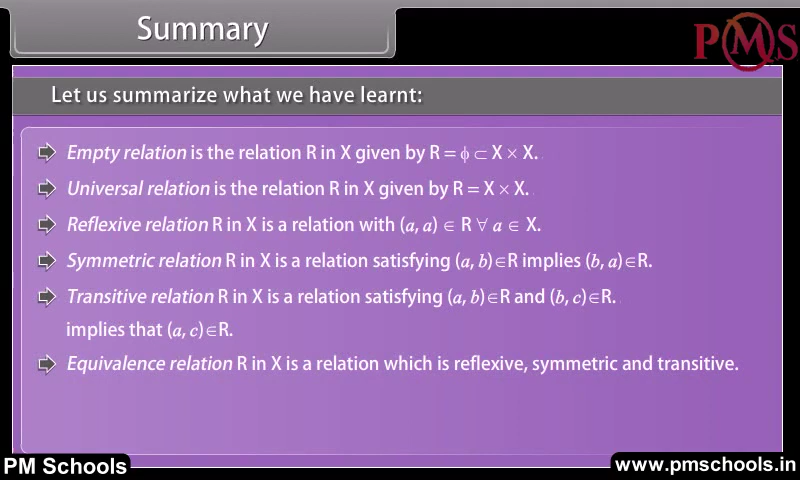 Summary
PMS
Let us summarize what we have learnt:
Empty relation is the relation R in X given by R = ϕ ⊂ X × X.
Universal relation is the relation R in X given by R = X × X.
Reflexive relation R in X is a relation with (a, a) ∈ R ∀ a ∈ X.
Symmetric relation R in X is a relation satisfying (a, b)∈R implies (b, a)∈R.
Transitive relation R in X is a relation satisfying (a, b)∈R and (b, c)∈R.
implies that (a, c)∈R.
Equivalence relation R in X is a relation which is reflexive, symmetric and transitive.
PM Schools
www.pmschools.in